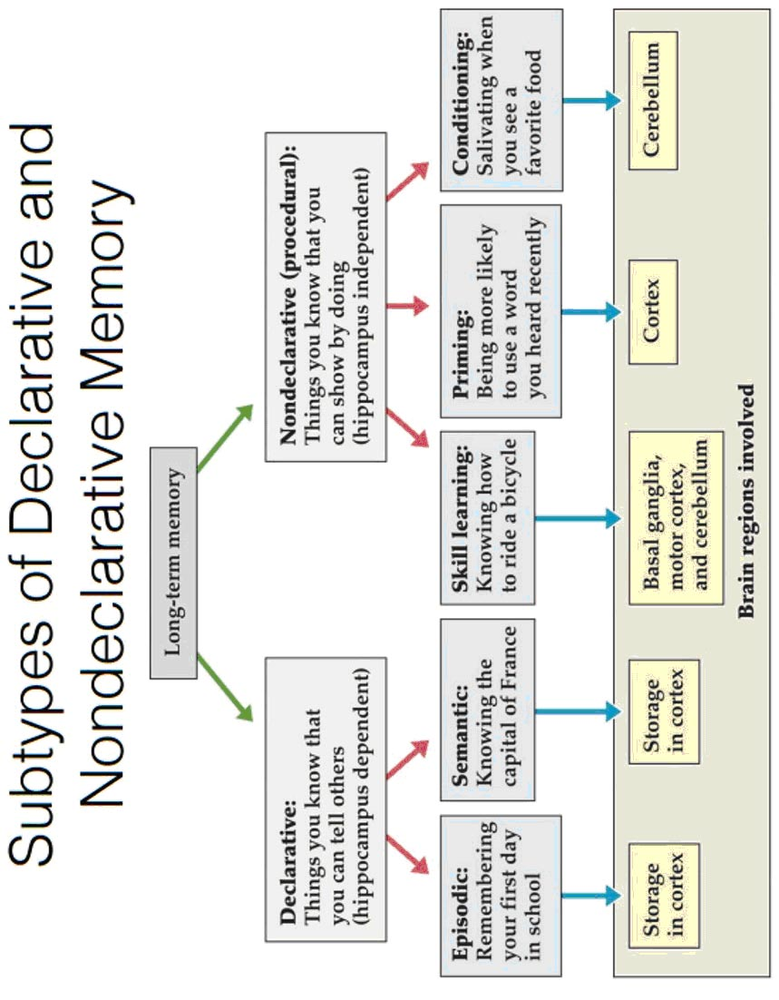 Subtypes of Declarative and
Nondeclarative Memory
Long-term memory
Declarative:
Things you know that
you can tell others
(hippocampus dependent)
Nondeclarative (procedural):
Things you know that you
can show by doing
(hippocampus independent)
Episodic:
Remembering
your first day
in school
Semantic:
Knowing the
capital of France
Skill learning:
Knowing how
to ride a bicycle
Priming:
Being more likely
to use a word
you heard recently
Conditioning:
Salivating when
you see a
favorite food
Storage
in cortex
Storage
in cortex
Basal ganglia,
motor cortex,
and cerebellum
Cortex
Cerebellum
Brain regions involved